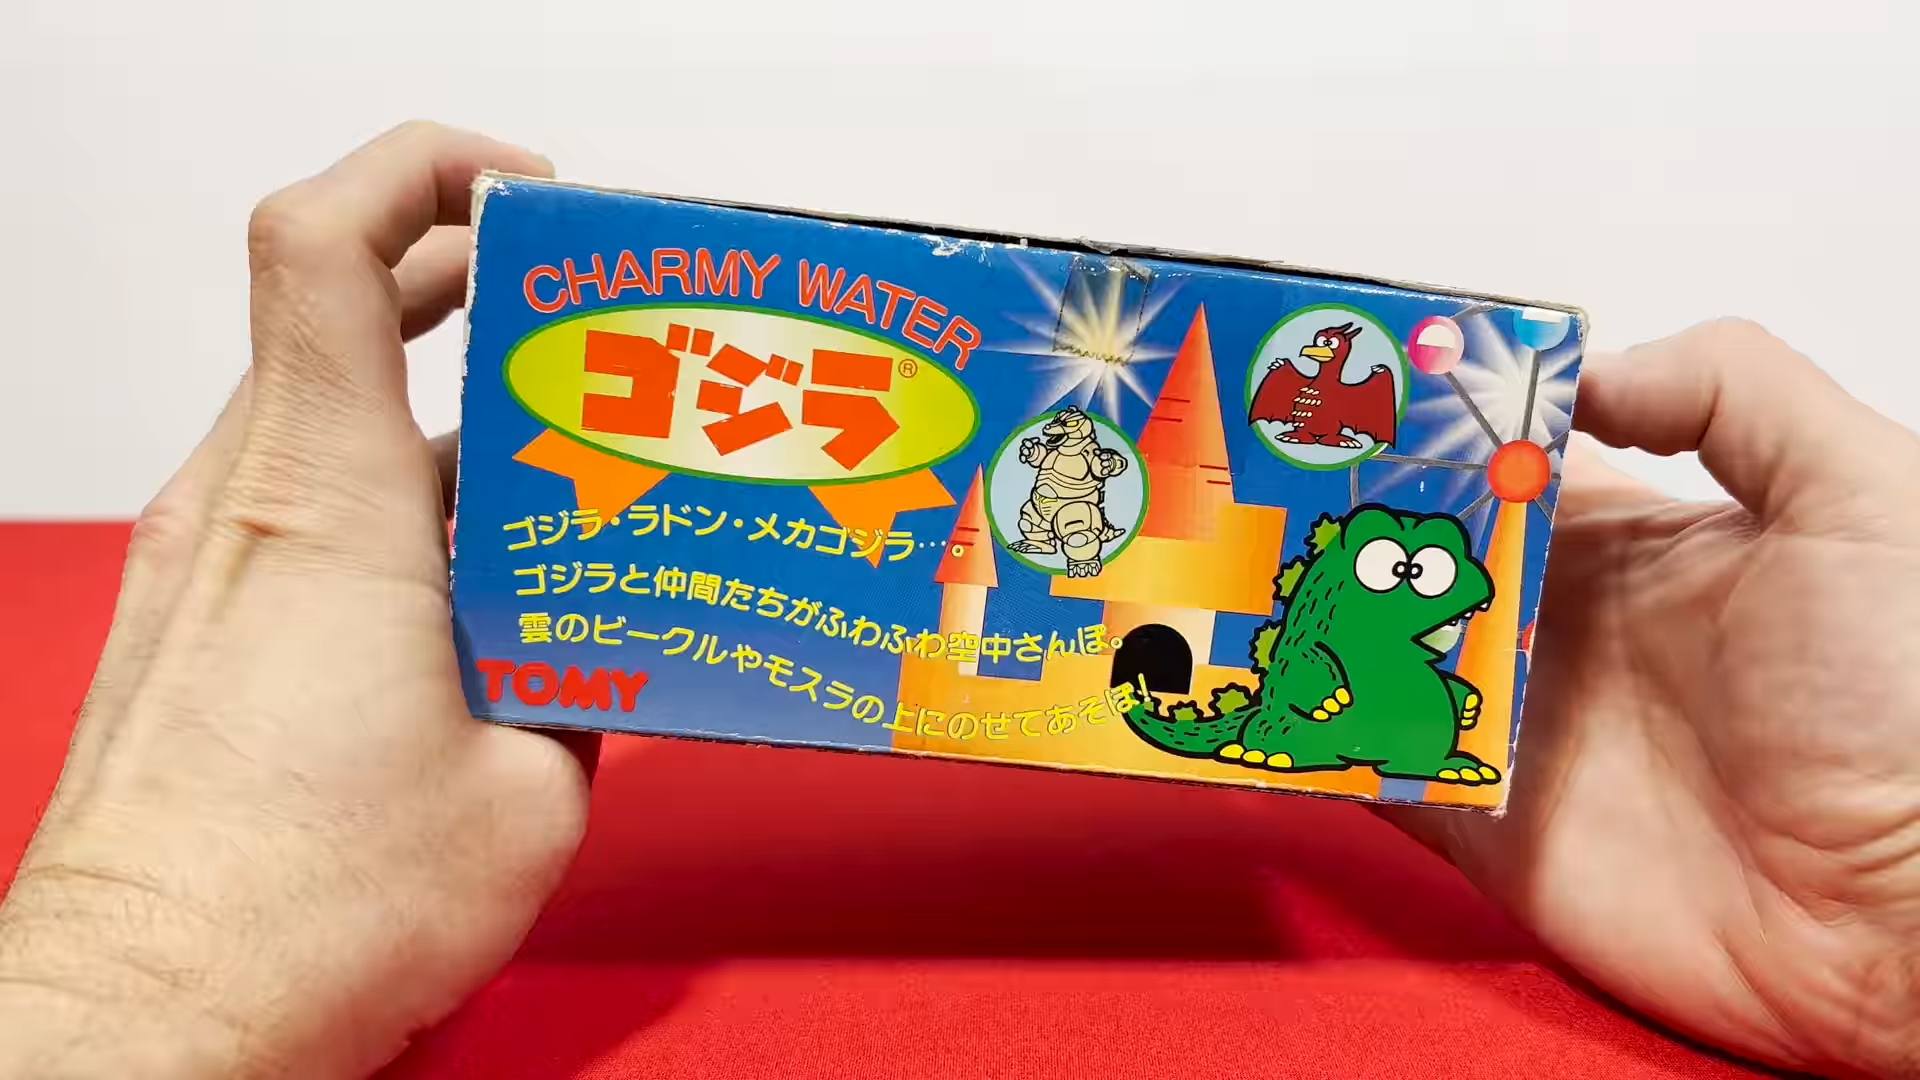 CHARMY WATER
ゴジラ®
ゴジラ・ラドン・メカゴジラ…。
ゴジラと仲間たちがふわふわ空中さんぽ。
雲のビークルやモスラの上にのせてあそぼ!
TOMY